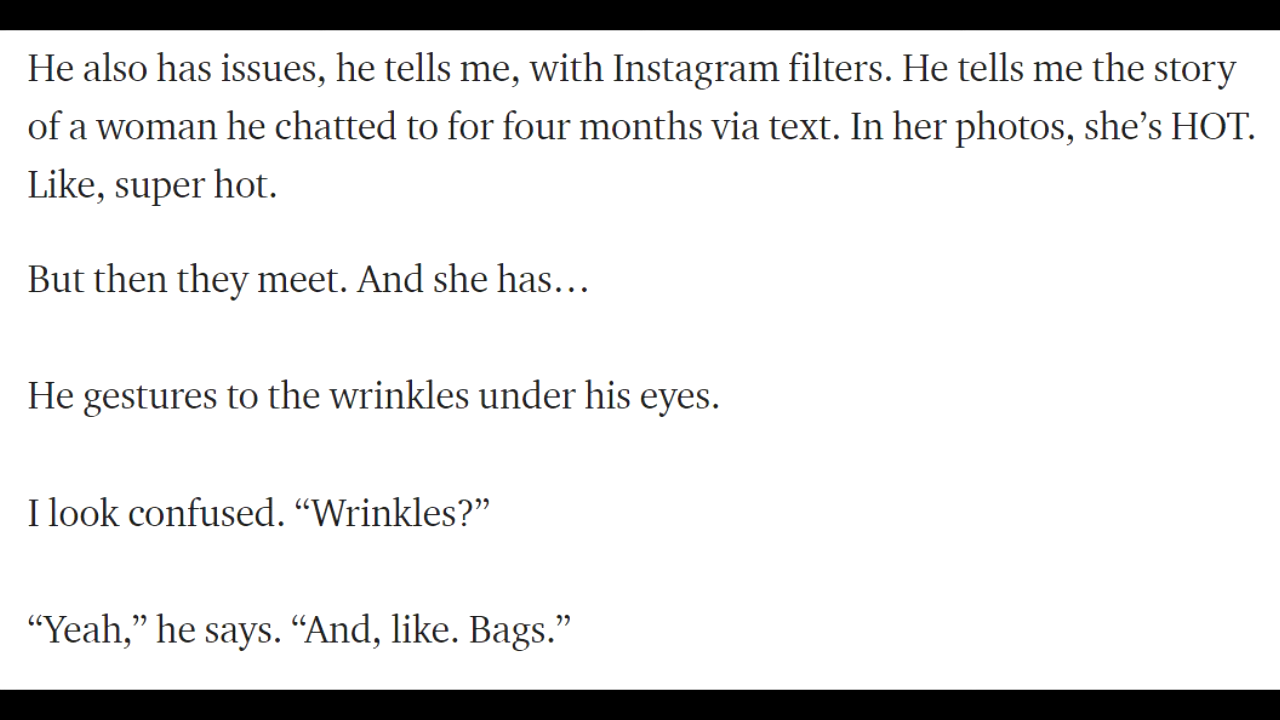 He also has issues, he tells me, with Instagram filters. He tells me the story
of a woman he chatted to for four months via text. In her photos, she’s HOT.
Like, super hot.
But then they meet. And she has…
He gestures to the wrinkles under his eyes.
I look confused. “Wrinkles?”
“Yeah,” he says. “And, like. Bags.”